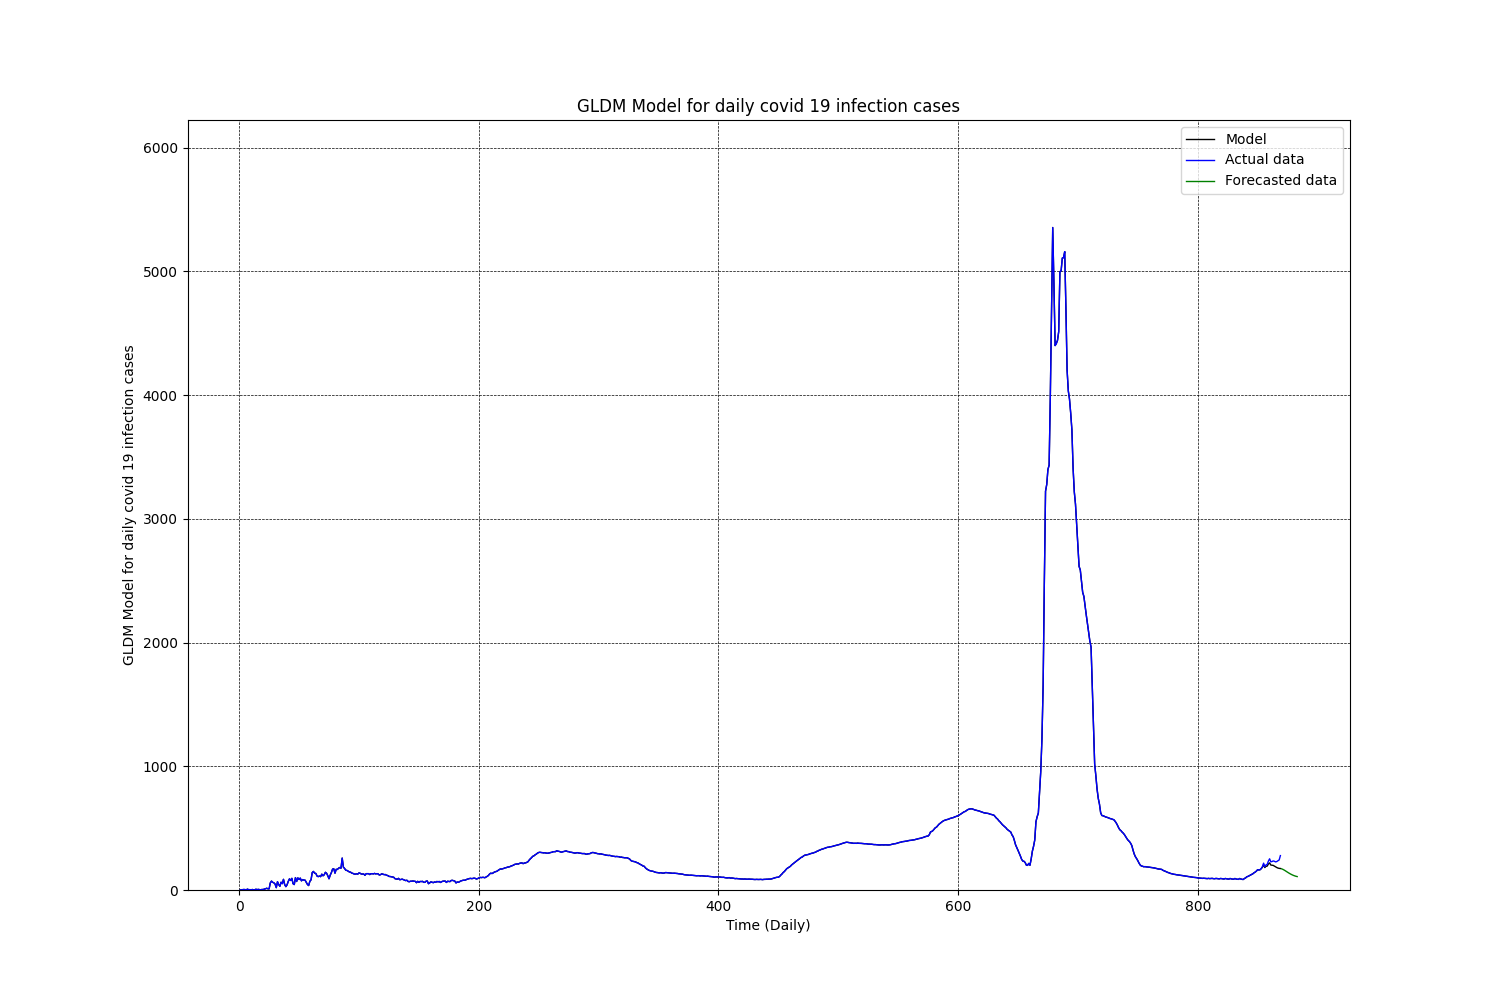 GLDM Model for daily covid 19 infection cases
Model
Actual data
Forecasted data
GLDM Model for daily covid 19 infection cases
6000
5000
4000
3000
2000
1000
0
0 200 400 600 800
Time (Daily)